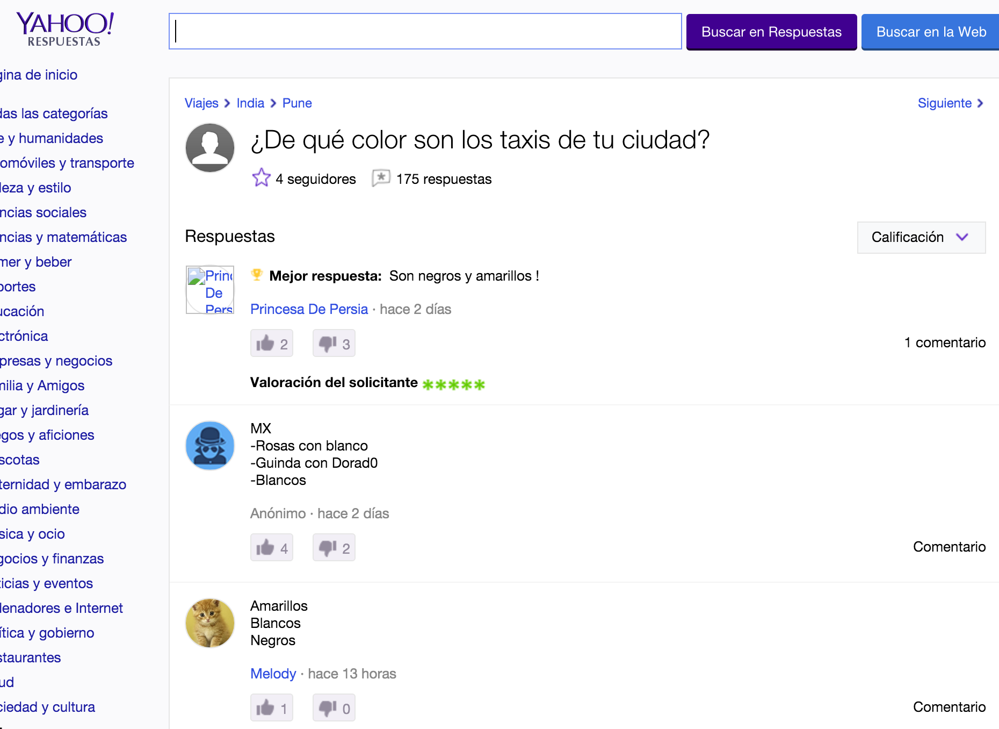 YAHOO!
RESPUESTAS
Buscar en Respuestas
Buscar en la Web
gina de inicio
das las categorías
e y humanidades
omóviles y transporte
leza y estilo
ncias sociales
ncias y matemáticas
mer y beber
portes
ucación
ctrónica
presas y negocios
milia y Amigos
gar y jardinería
egos y aficiones
scotas
ternidad y embarazo
dio ambiente
sica y ocio
gocios y finanzas
ticias y eventos
denadores e Internet
ítica y gobierno
staurantes
ud
ciedad y cultura
Viajes > India > Pune
Siguiente >
¿De qué color son los taxis de tu ciudad?
4 seguidores 175 respuestas
Respuestas
Calificación
Princ
De
Pers
Mejor respuesta: Son negros y amarillos !
Princesa De Persia · hace 2 días
2 3
1 comentario
Valoración del solicitante *****
MX
-Rosas con blanco
-Guinda con Dorad0
-Blancos
Anónimo · hace 2 días
4 2
Comentario
Amarillos
Blancos
Negros
Melody · hace 13 horas
1 0
Comentario